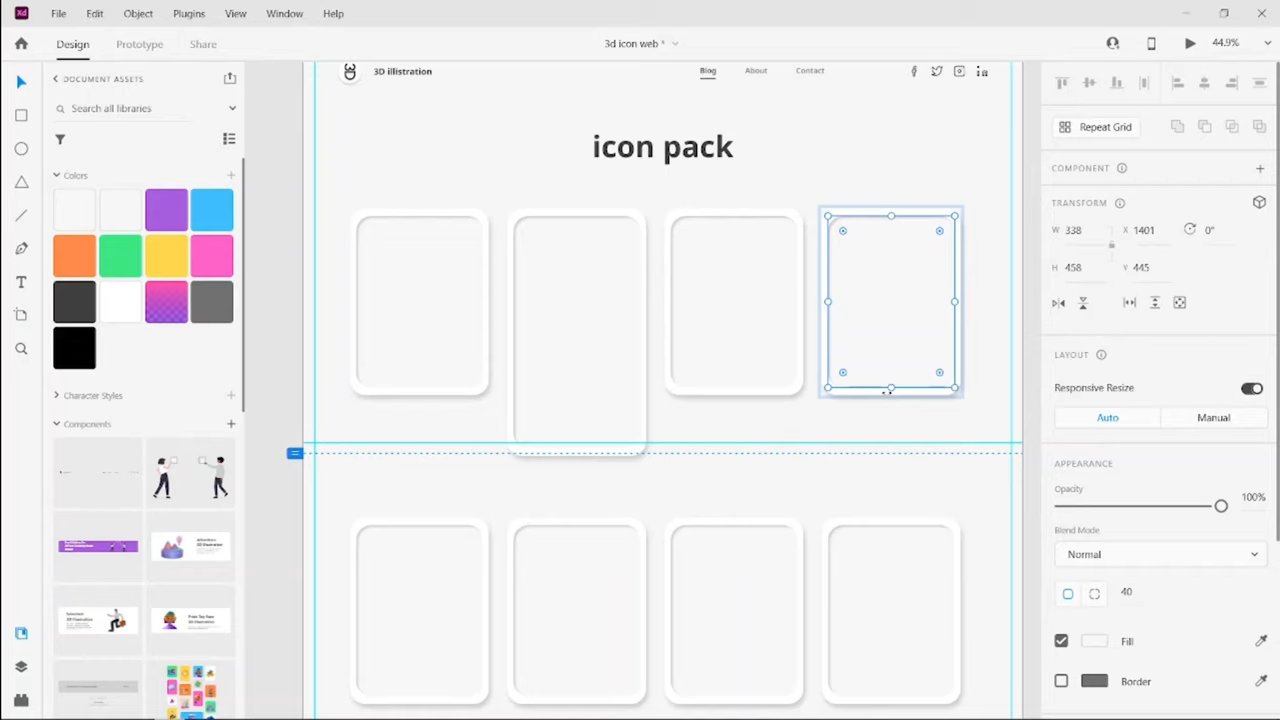 Xd File Edit Object Plugins View Window Help
Design Prototype Share 3d icon web * 44.9%
DOCUMENT ASSETS
Search all libraries
Colors
Character Styles
Components
3D illistration Blog About Contact
icon pack
Repeat Grid
COMPONENT
TRANSFORM
W 338 X 1401 0°
H 458 Y 445
LAYOUT
Responsive Resize
Auto Manual
APPEARANCE
Opacity
100%
Blend Mode
Normal
40
Fill
Border